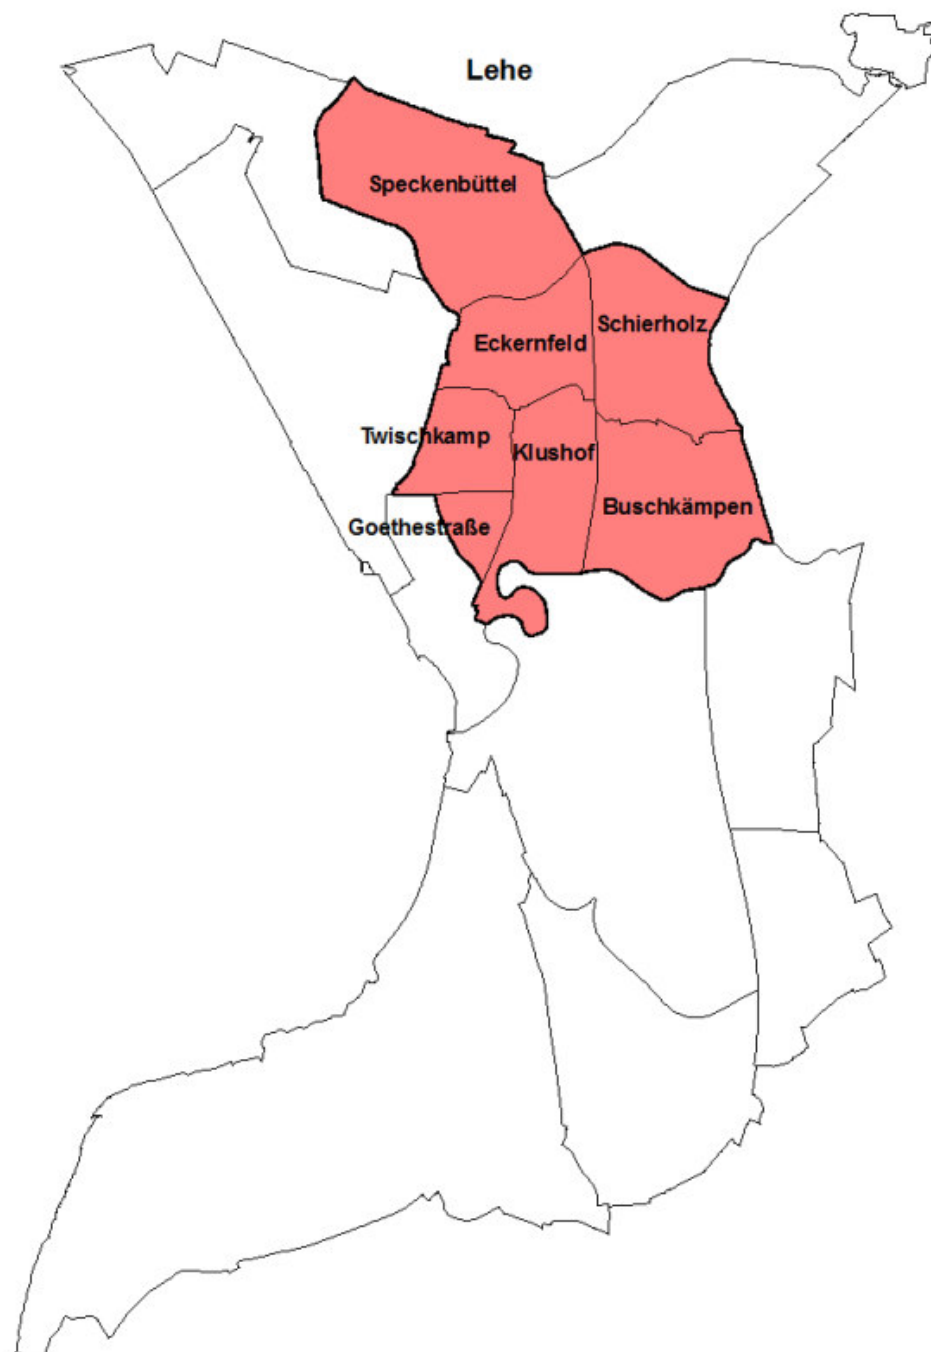 Lehe
Speckenbüttel
Schierholz
Eckernfeld
Twischkamp
Klushof
Buschkämpen
Goethestraße